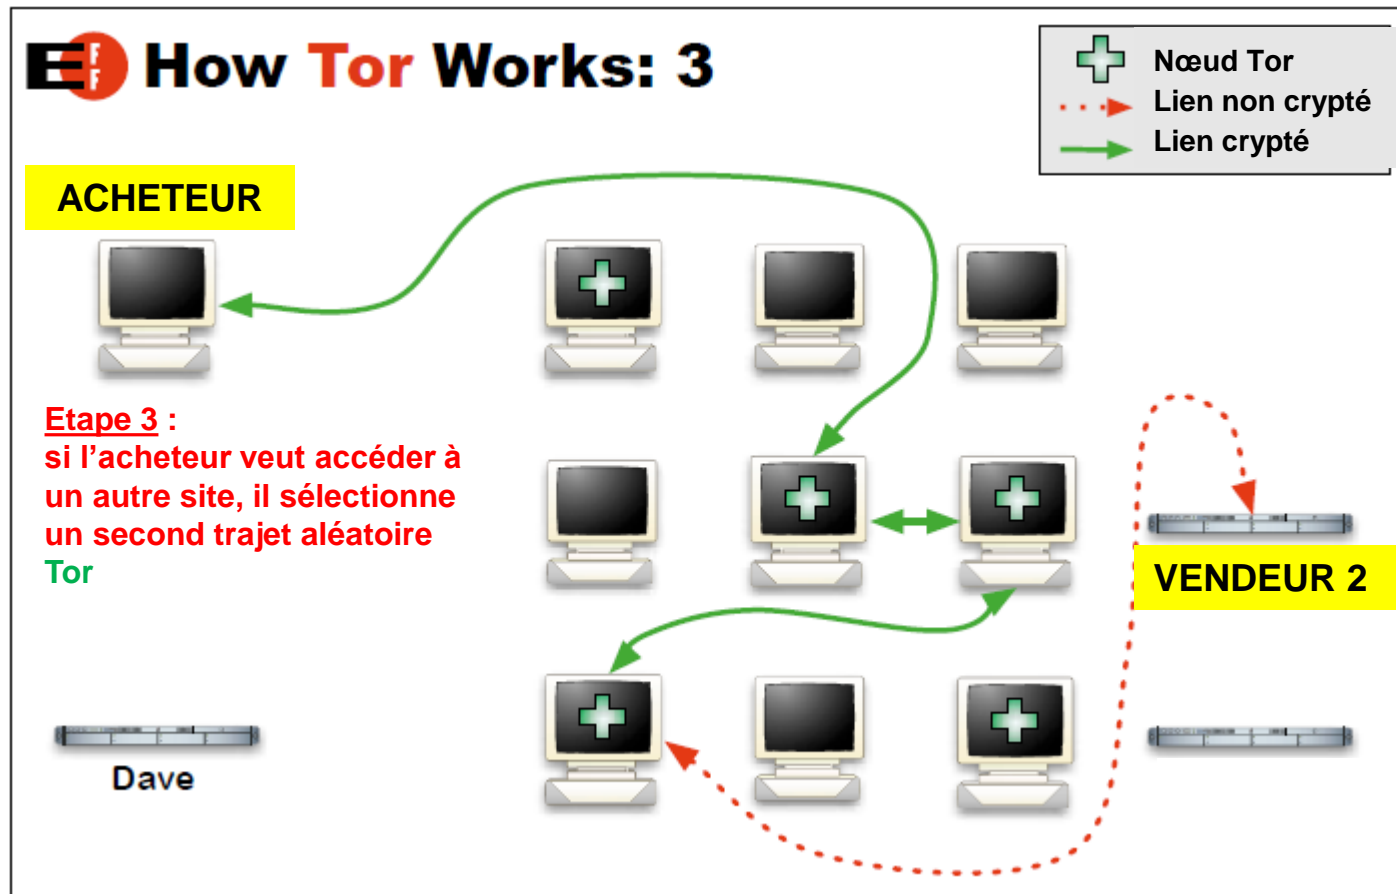 EFF How Tor Works: 3
Nœud Tor
Lien non crypté
Lien crypté
ACHETEUR
Etape 3 :
si l’acheteur veut accéder à
un autre site, il sélectionne
un second trajet aléatoire
Tor
VENDEUR 2
Dave